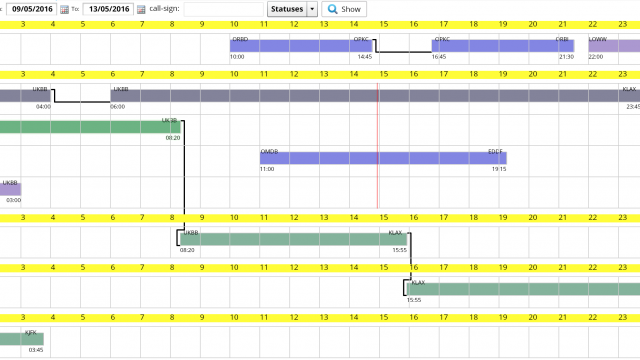 09/05/2016 To: 13/05/2016 call-sign: Statuses Show
3 4 5 6 7 8 9 10 11 12 13 14 15 16 17 18 19 20 21 22 23
ORBD OPKC OPKC ORBI LOWW
10:00 14:45 16:45 21:30 22:00
3 4 5 6 7 8 9 10 11 12 13 14 15 16 17 18 19 20 21 22 23
UKBB UKBB KLAX
04:00 06:00 23:45
UKBB
08:20
OMDB EDDF
11:00 19:15
UKBB
03:00
3 4 5 6 7 8 9 10 11 12 13 14 15 16 17 18 19 20 21 22 23
UKBB KLAX
08:20 15:55
3 4 5 6 7 8 9 10 11 12 13 14 15 16 17 18 19 20 21 22 23
KLAX
15:55
3 4 5 6 7 8 9 10 11 12 13 14 15 16 17 18 19 20 21 22 23
KJFK
03:45